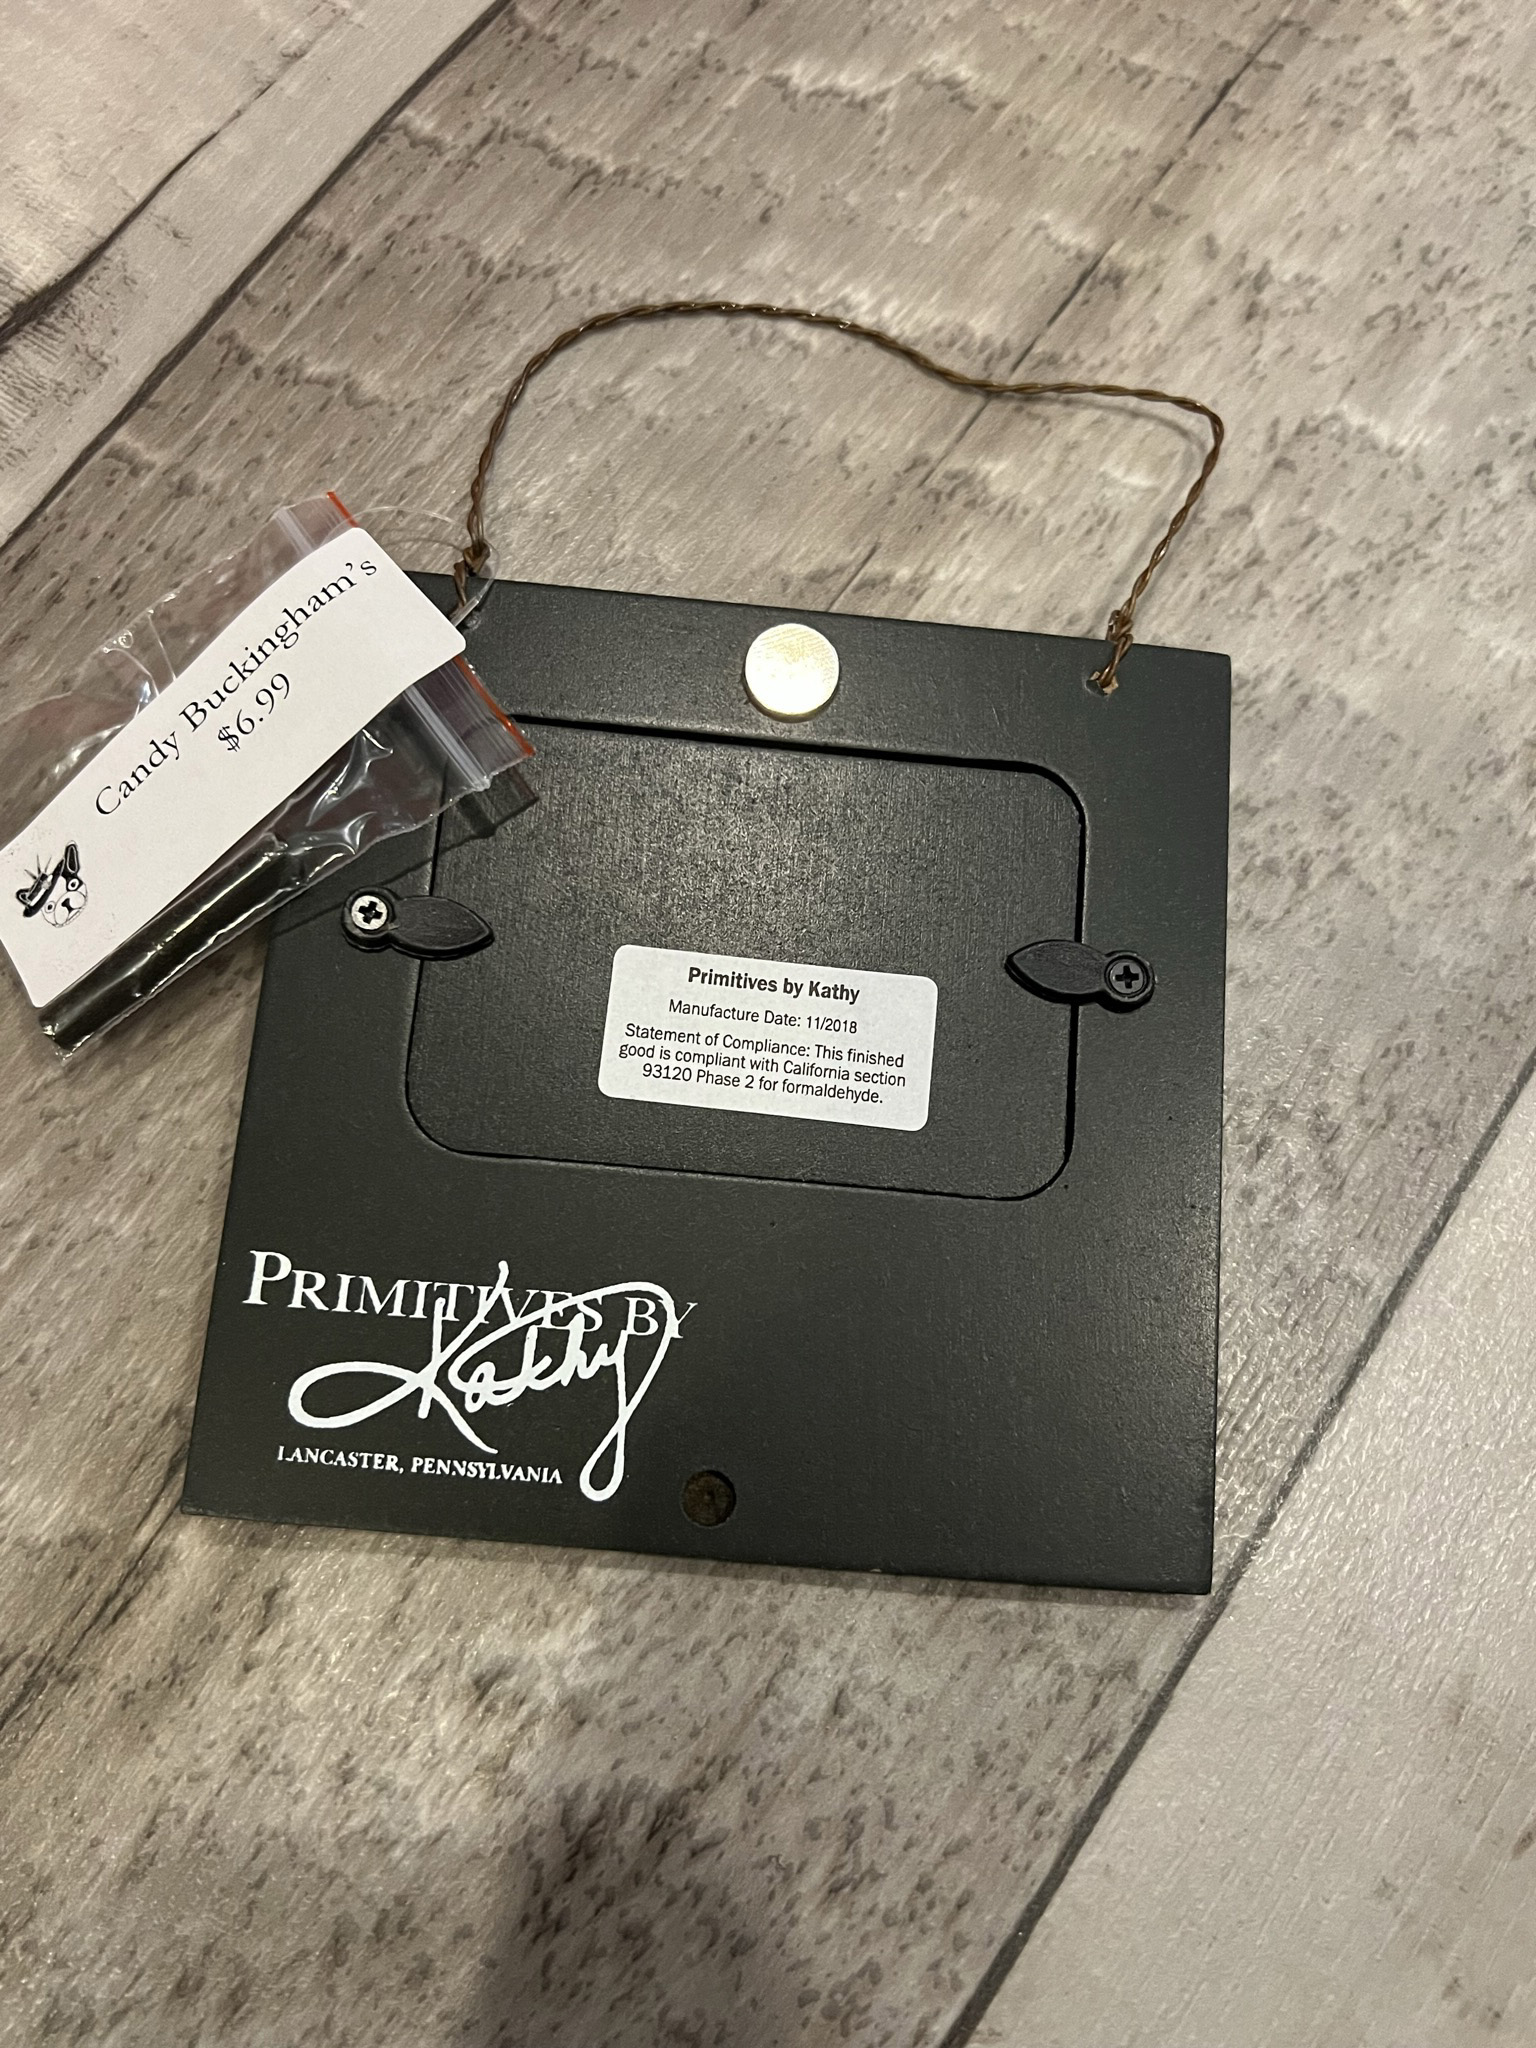 Candy Buckingham's
$6.99
Primitives by Kathy
Manufacture Date: 11/2018
Statement of Compliance: This finished
good is compliant with California section
93120 Phase 2 for formaldehyde.
PRIMITIVES BY
Kathy
LANCASTER, PENNSYLVANIA